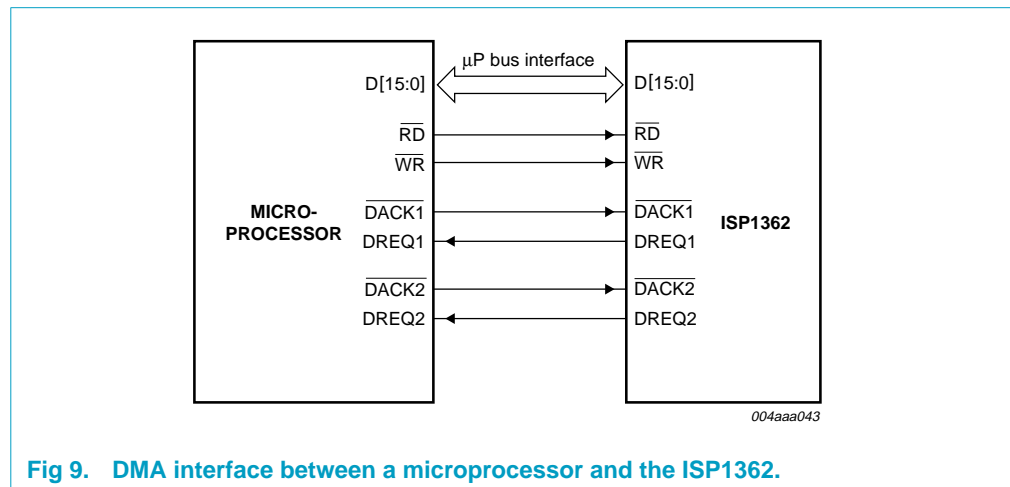 µP bus interface
D[15:0] D[15:0]
RD RD
WR WR
DACK1 DACK1
MICRO-
PROCESSOR
ISP1362
DREQ1 DREQ1
DACK2 DACK2
DREQ2 DREQ2
004aaa043
Fig 9. DMA interface between a microprocessor and the ISP1362.